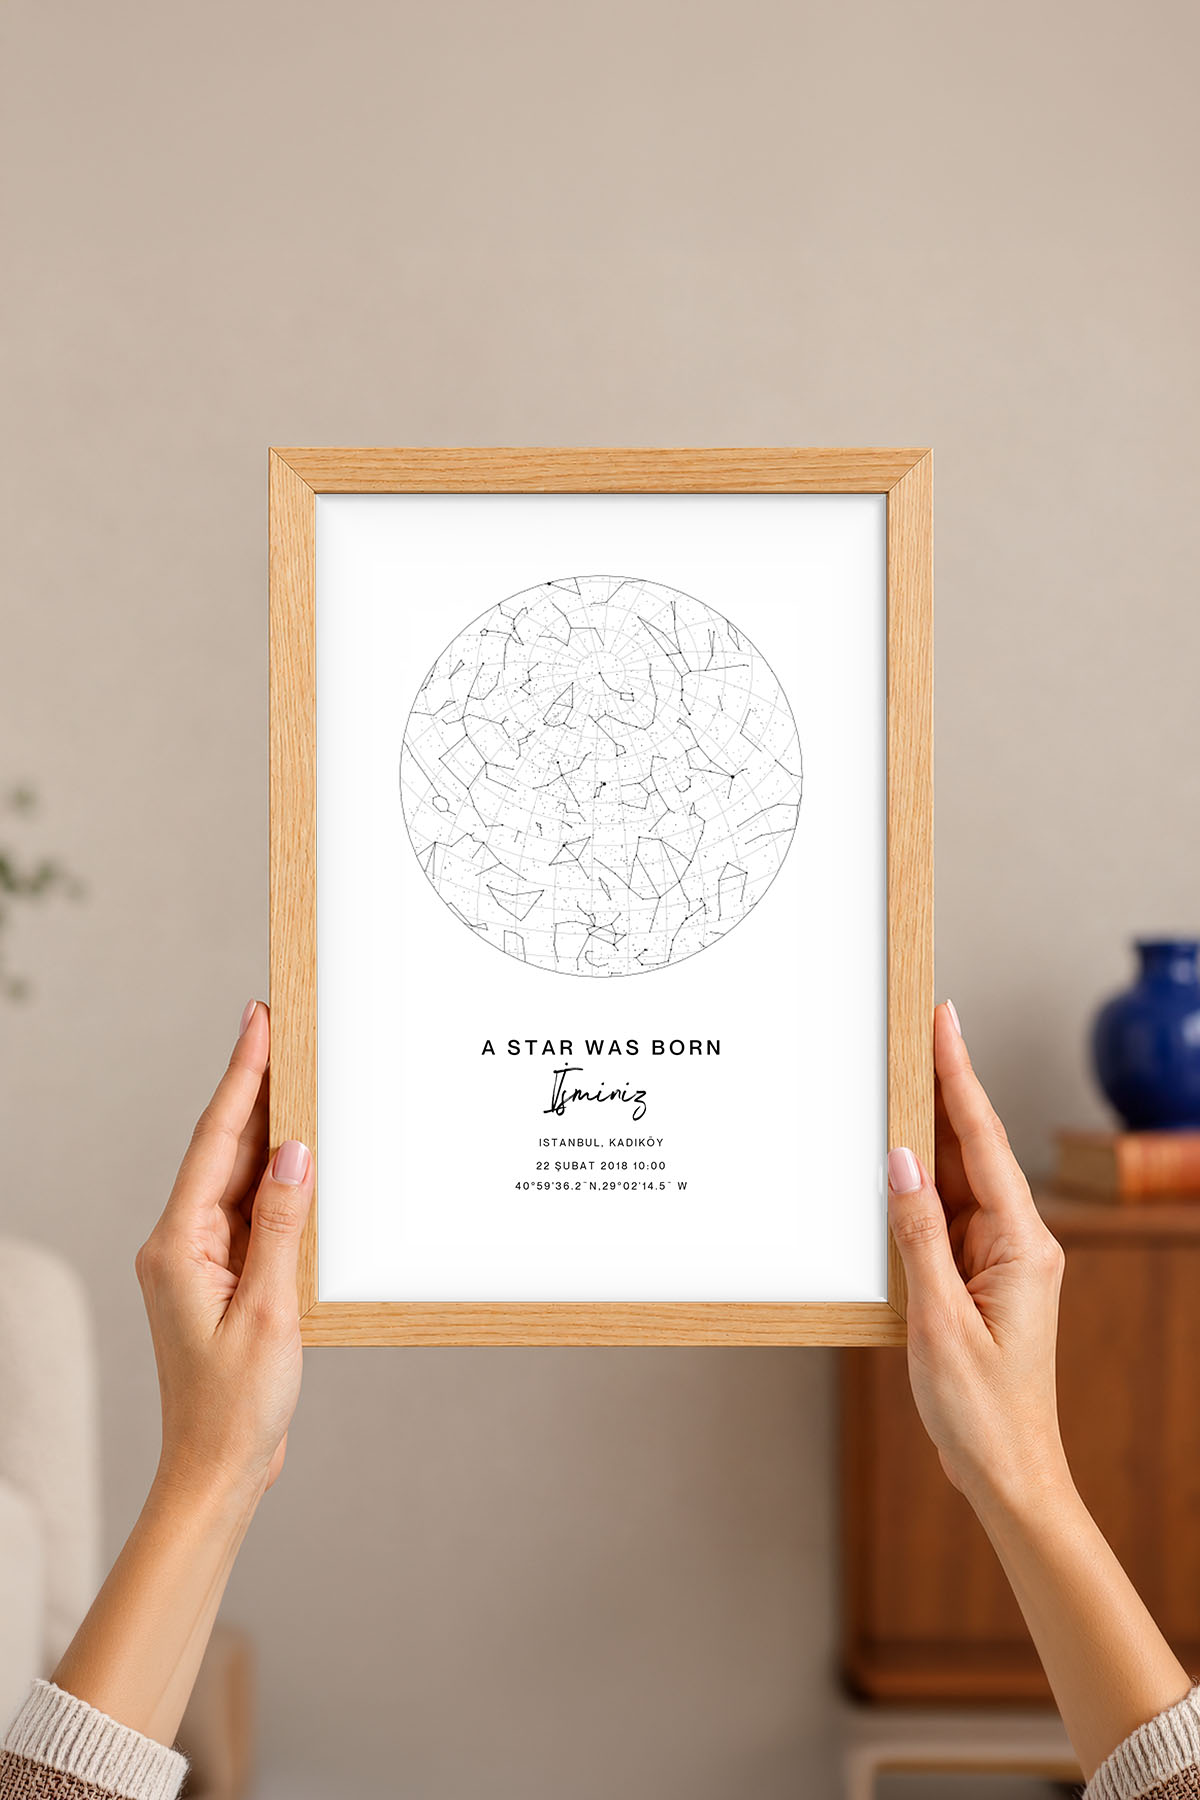 A STAR WAS BORN
İsminiz
ISTANBUL, KADIKÖY
22 ŞUBAT 2018 10:00
40°59'36.2¨N,29°02'14.5¨ W